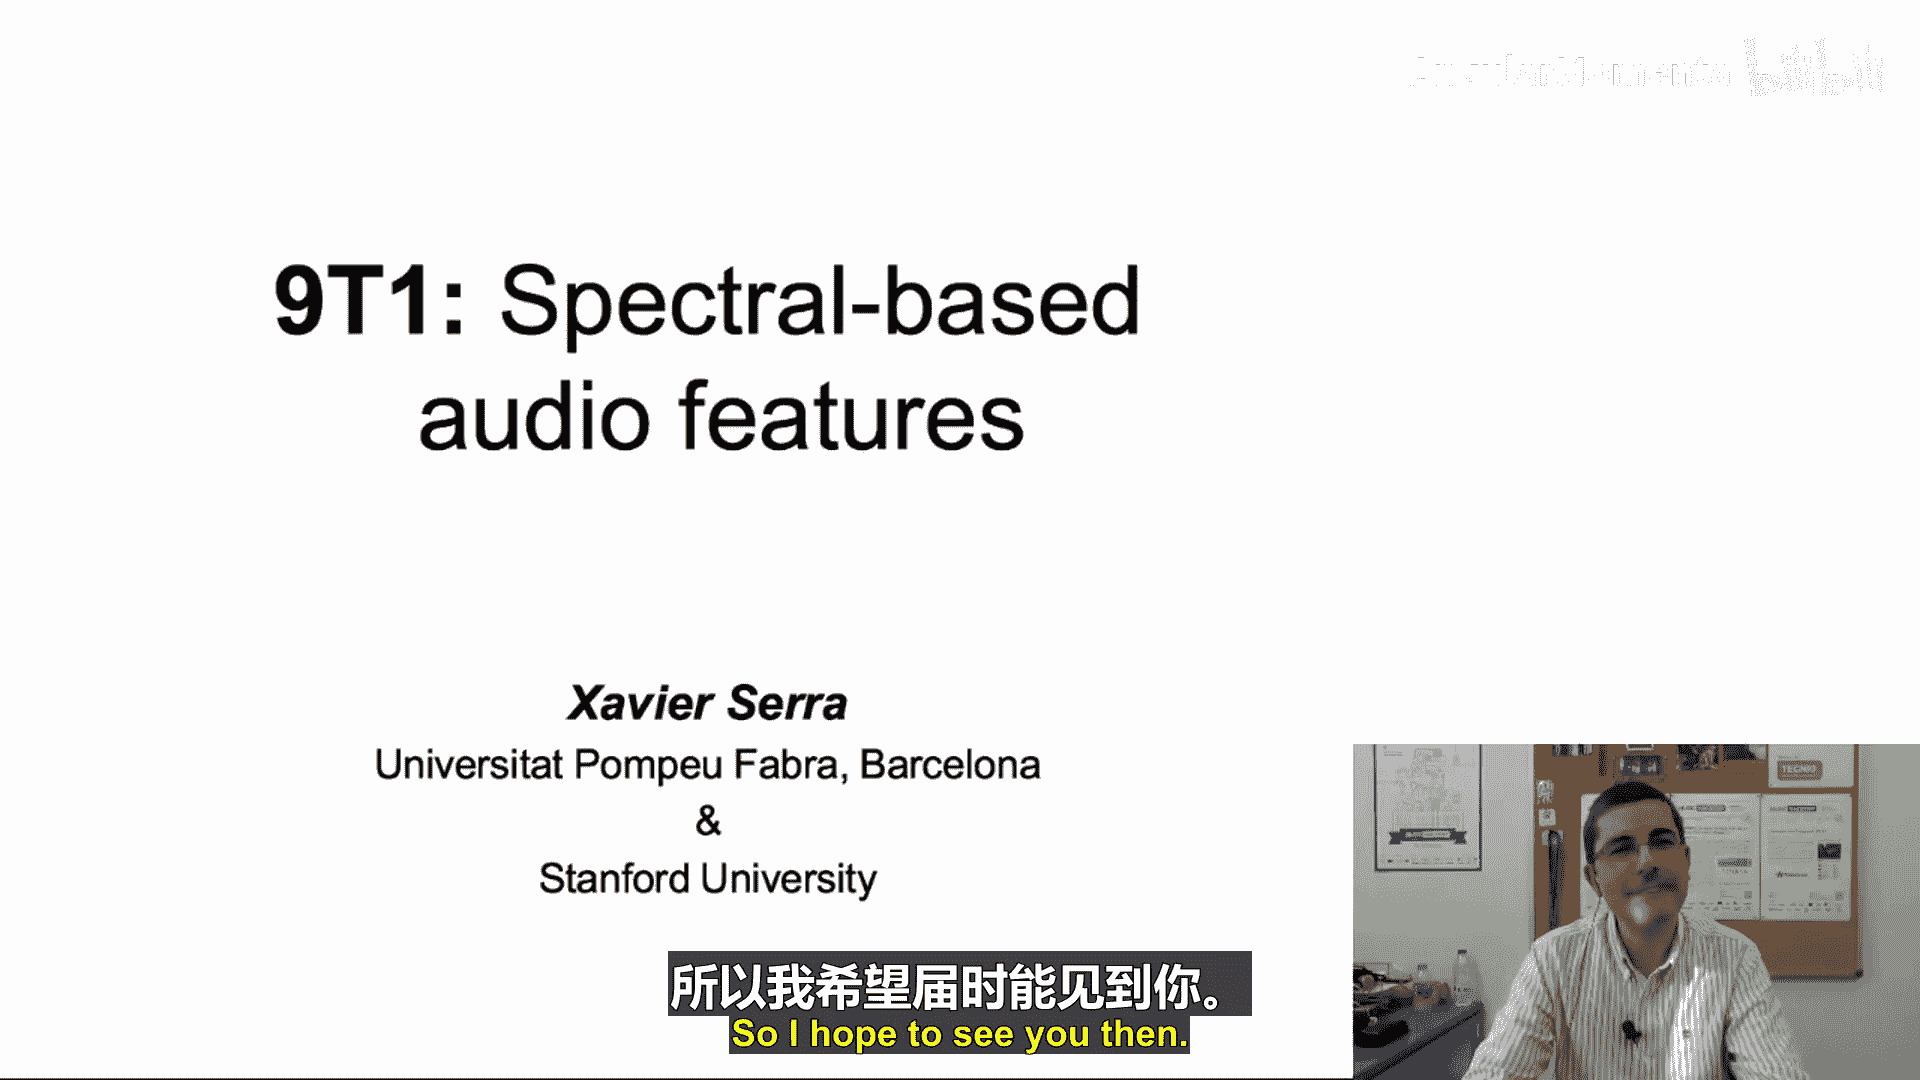 9T1: Spectral-based
audio features
Xavier Serra
Universitat Pompeu Fabra, Barcelona
&
Stanford University
TECNIO
所以我希望届时能见到你。
So I hope to see you then.